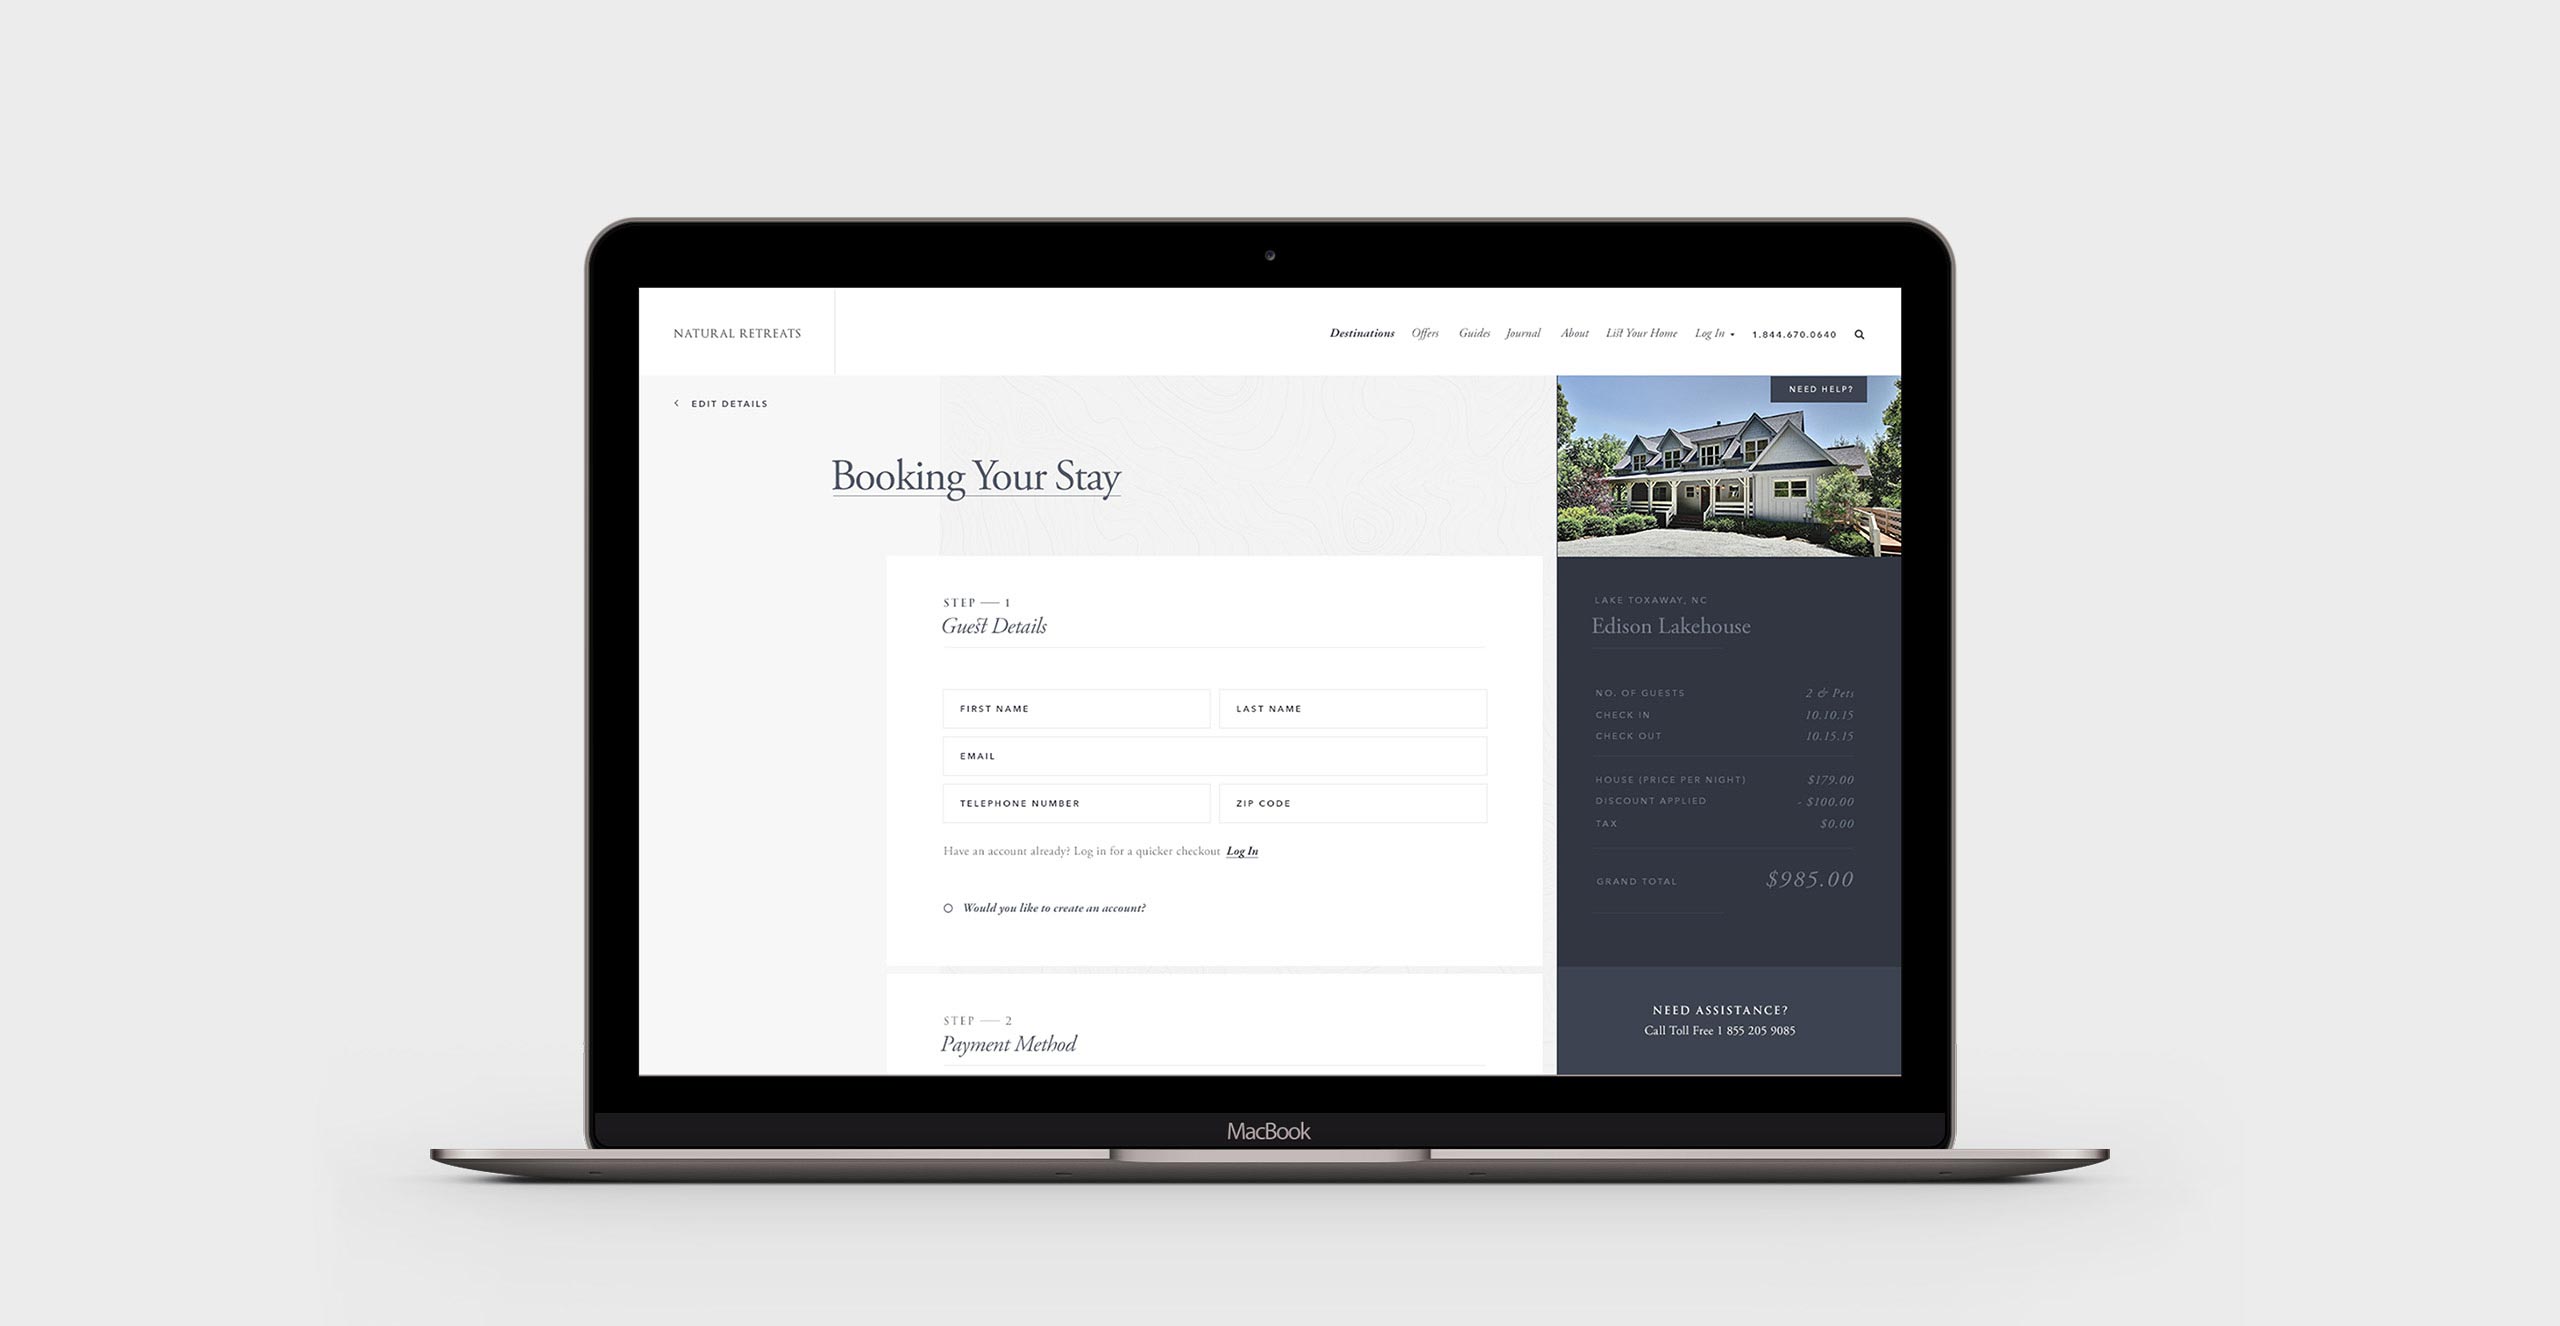 NATURAL RETREATS
Destinations Offers Guides Journal About List Your Home Log In 1.844.670.0640
EDIT DETAILS
NEED HELP?
Booking Your Stay
STEP — 1
Guest Details
FIRST NAME LAST NAME
EMAIL
TELEPHONE NUMBER ZIP CODE
Have an account already? Log in for a quicker checkout Log In
Would you like to create an account?
STEP — 2
Payment Method
LAKE TOXAWAY, NC
Edison Lakehouse
NO. OF GUESTS 2 & Pets
CHECK IN 10.10.15
CHECK OUT 10.15.15
HOUSE (PRICE PER NIGHT) $179.00
DISCOUNT APPLIED - $100.00
TAX $0.00
GRAND TOTAL $985.00
NEED ASSISTANCE?
Call Toll Free 1 855 205 9085
MacBook